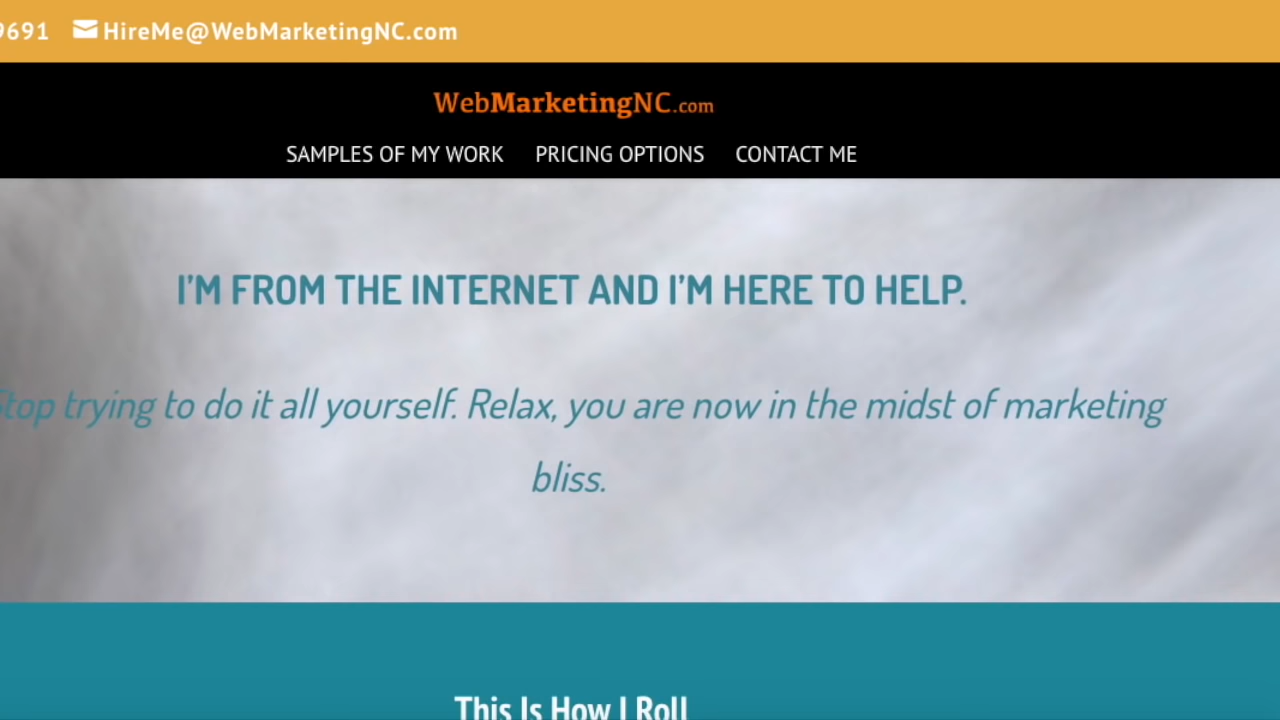 9691 HireMe@WebMarketingNC.com
WebMarketingNC.com
SAMPLES OF MY WORK PRICING OPTIONS CONTACT ME
I'M FROM THE INTERNET AND I'M HERE TO HELP.
Stop trying to do it all yourself. Relax, you are now in the midst of marketing
bliss.
This Is How I Roll